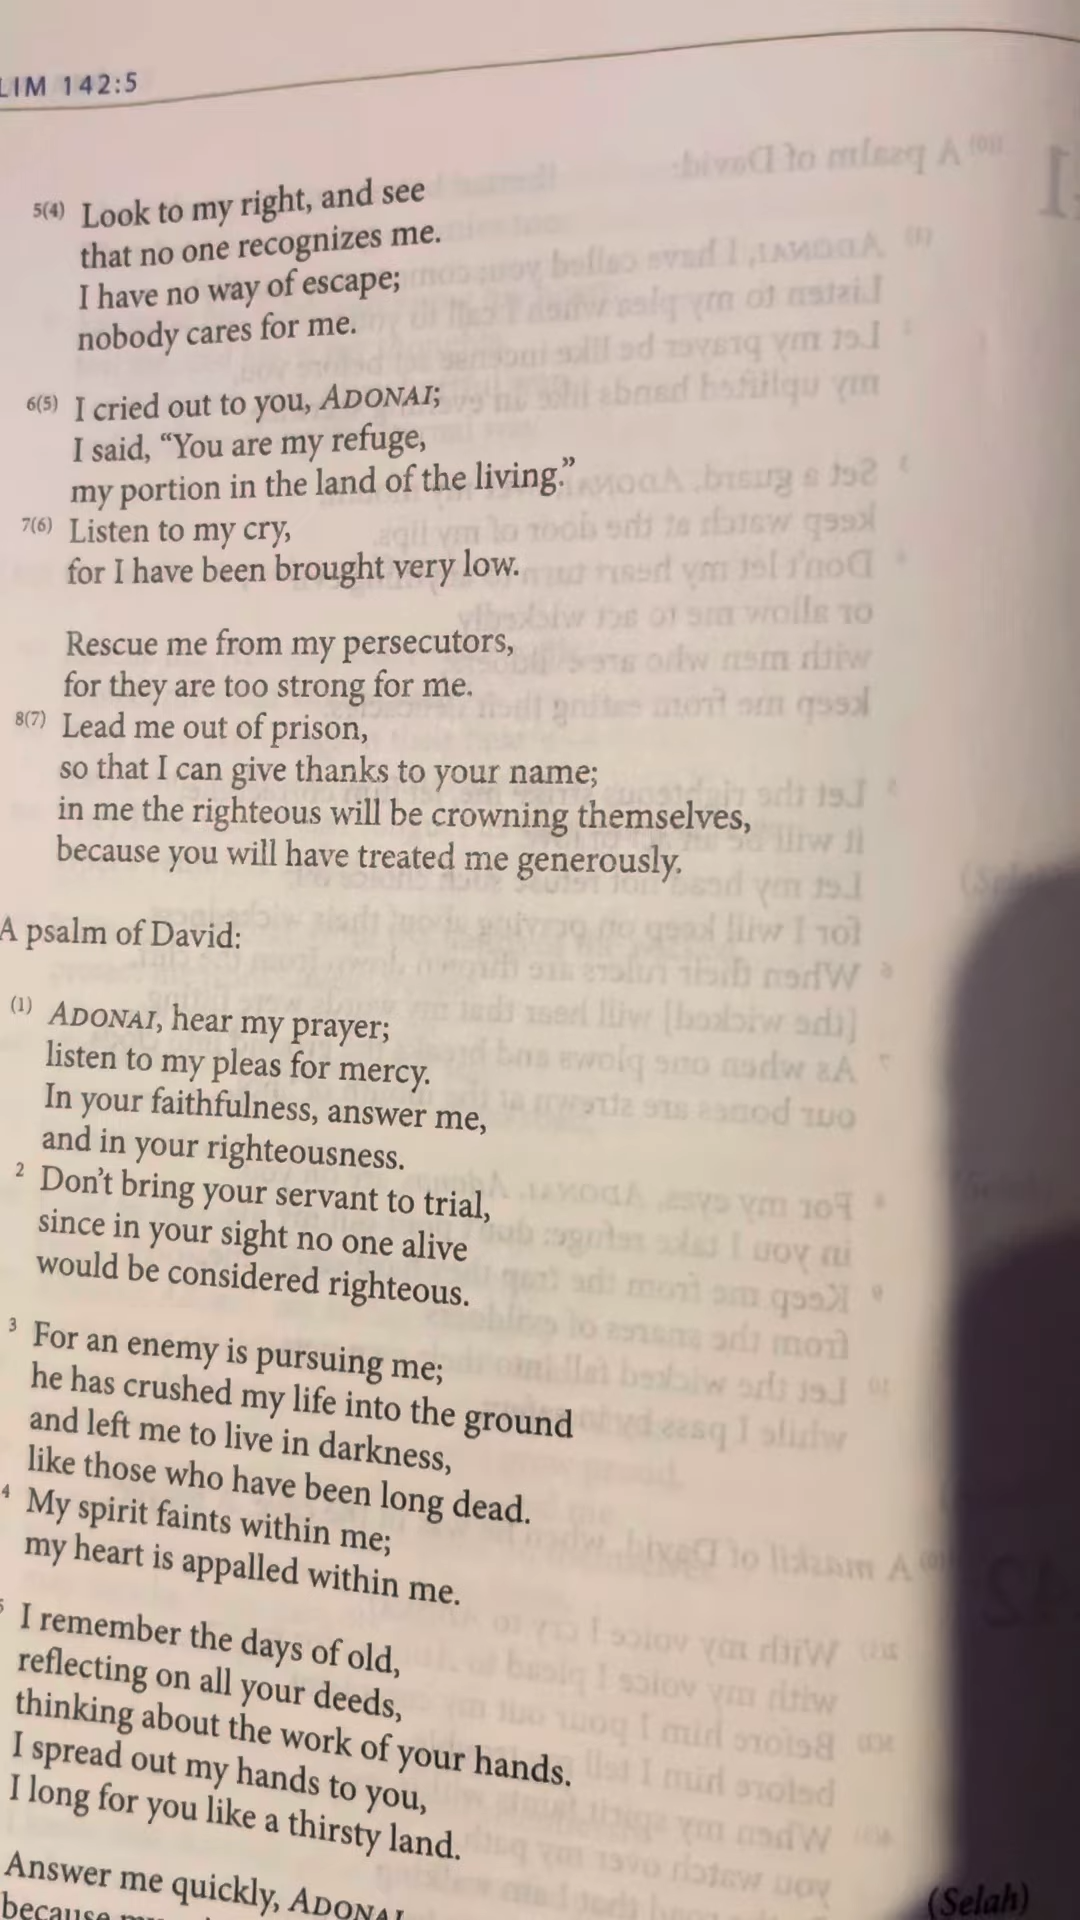 LIM 142:5
5(4) Look to my right, and see
that no one recognizes me.
I have no way of escape;
nobody cares for me.
6(5) I cried out to you, ADONAI;
I said, “You are my refuge,
my portion in the land of the living.”
7(6) Listen to my cry,
for I have been brought very low.
Rescue me from my persecutors,
for they are too strong for me.
8(7) Lead me out of prison,
so that I can give thanks to your name;
in me the righteous will be crowning themselves,
because you will have treated me generously.
A psalm of David:
(1) ADONAI, hear my prayer;
listen to my pleas for mercy.
In your faithfulness, answer me,
and in your righteousness.
2 Don’t bring your servant to trial,
since in your sight no one alive
would be considered righteous.
3 For an enemy is pursuing me;
he has crushed my life into the ground
and left me to live in darkness,
like those who have been long dead.
4 My spirit faints within me;
my heart is appalled within me.
5 I remember the days of old,
reflecting on all your deeds,
thinking about the work of your hands.
I spread out my hands to you,
I long for you like a thirsty land.
(Selah)
Answer me quickly, ADONAI
because